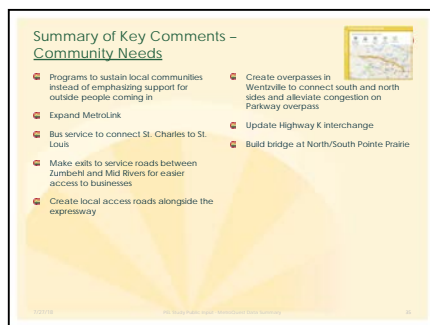 Summary of Key Comments –
Community Needs
Programs to sustain local communities
instead of emphasizing support for
outside people coming in
Expand MetroLink
Bus service to connect St. Charles to St.
Louis
Make exits to service roads between
Zumbehl and Mid Rivers for easier
access to businesses
Create local access roads alongside the
expressway
Create overpasses in
Wentzville to connect south and north
sides and alleviate congestion on
Parkway overpass
Update Highway K interchange
Build bridge at North/South Pointe Prairie